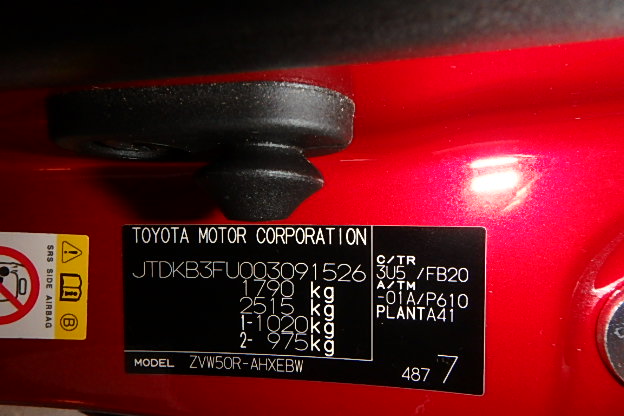 TOYOTA MOTOR CORPORATION
JTDKB3FU003091526
1790 kg
2515 kg
1-1020kg
2- 975kg
MODEL ZVW50R-AHXEBW
C/TR
3U5 /FB20
A/TM
-01A/P610
PLANTA41
487 7
SRS SIDE AIRBAG
B